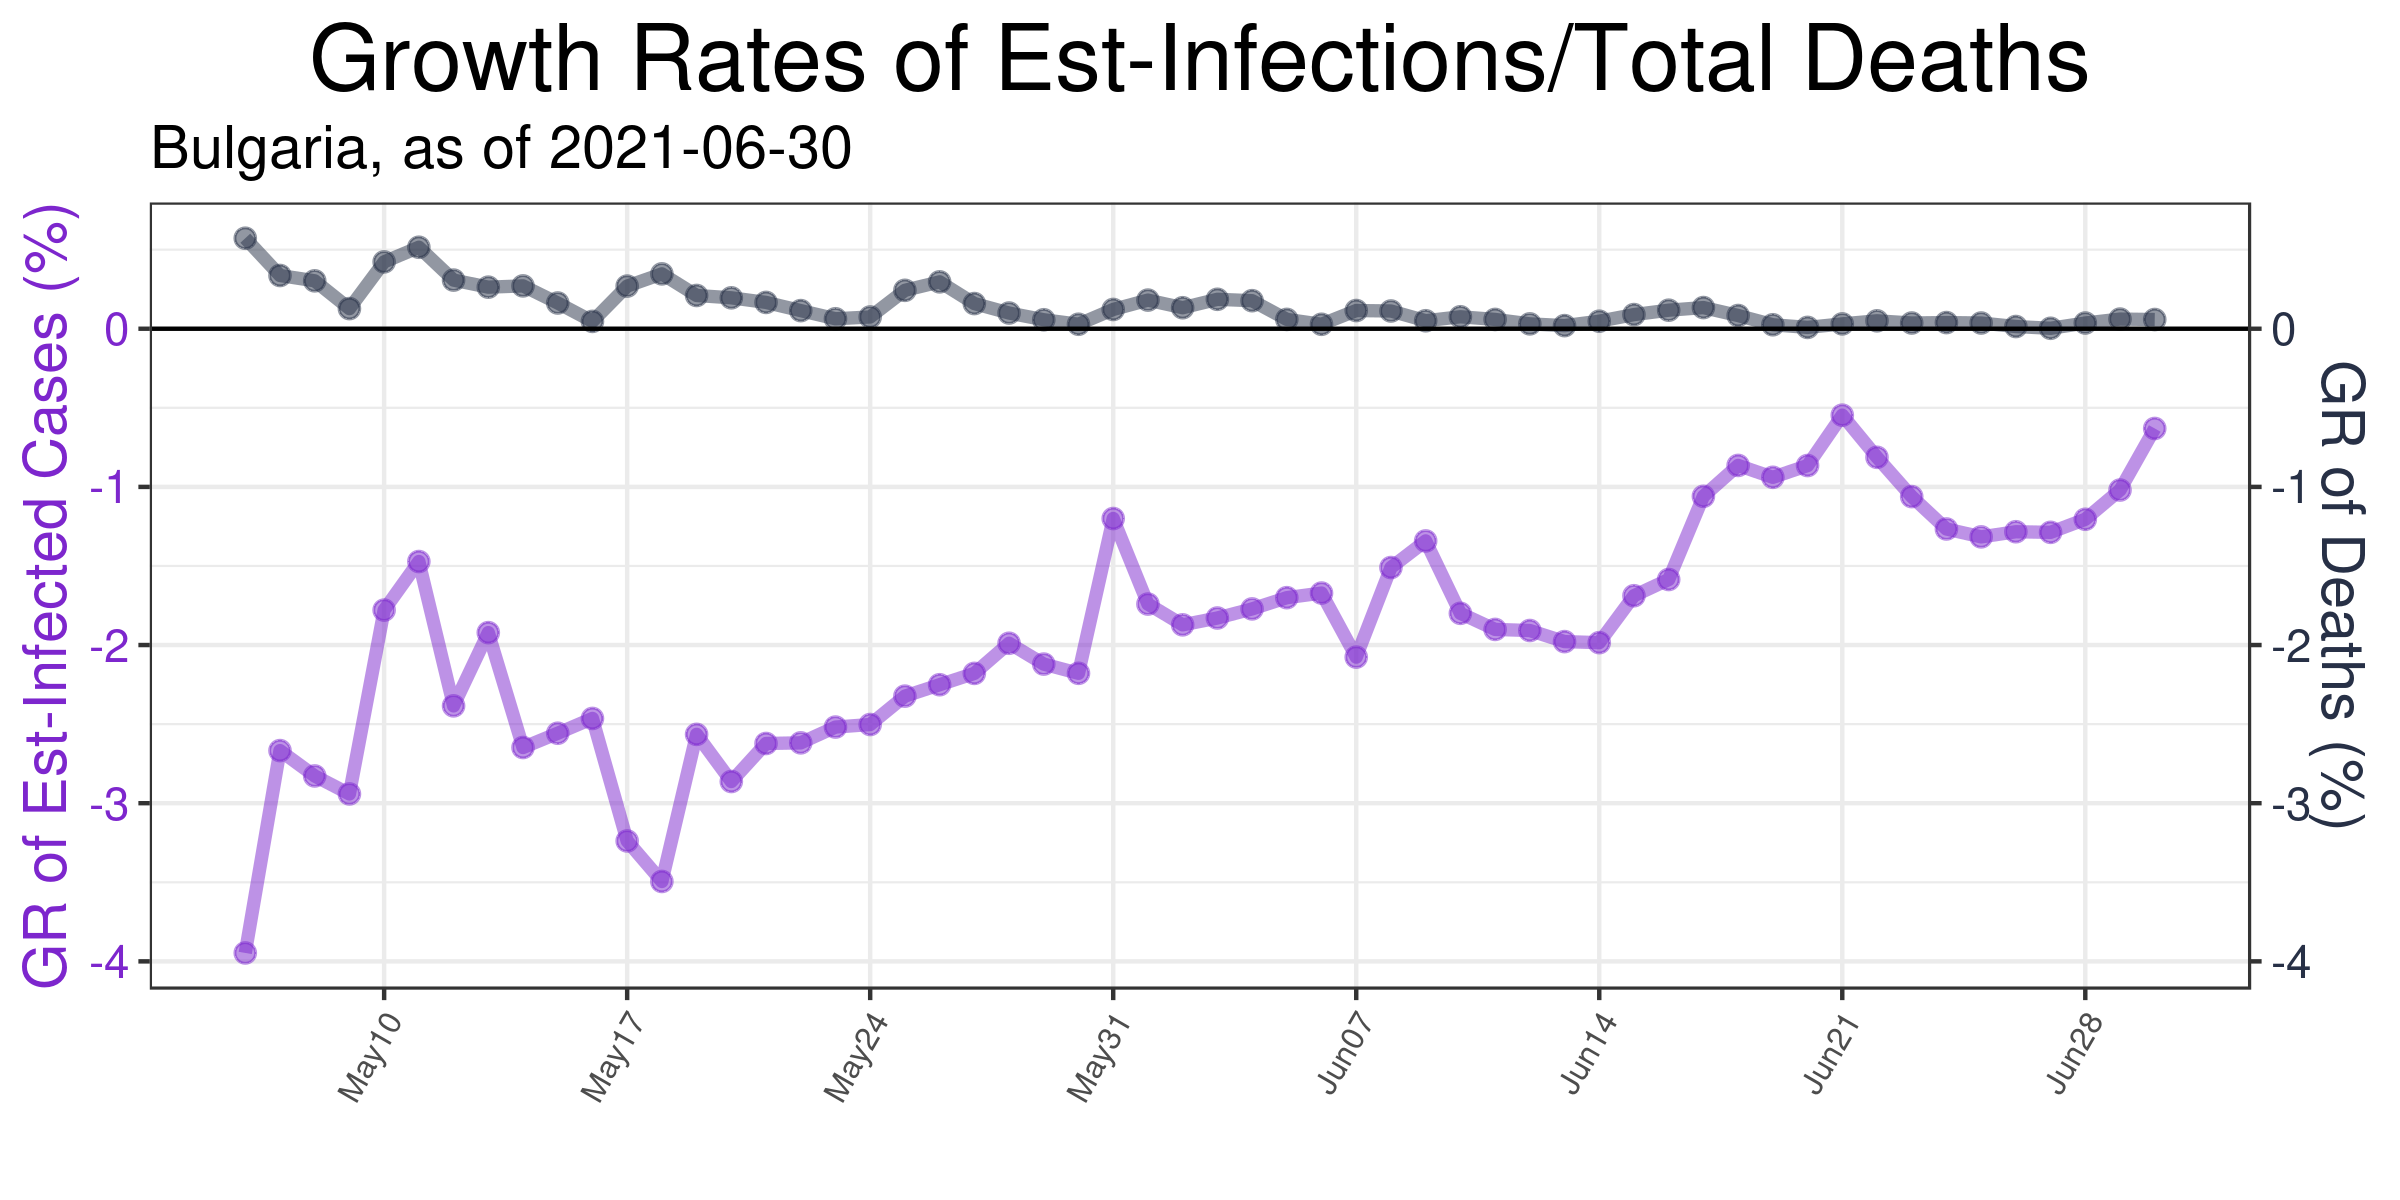 Growth Rates of Est-Infections/Total Deaths
Bulgaria, as of 2021-06-30
GR of Est-Infected Cases (%)
0
-1
-2
-3
-4
0
-1
-2
-3
-4
GR of Deaths (%)
May10
May17
May24
May31
Jun07
Jun14
Jun21
Jun28